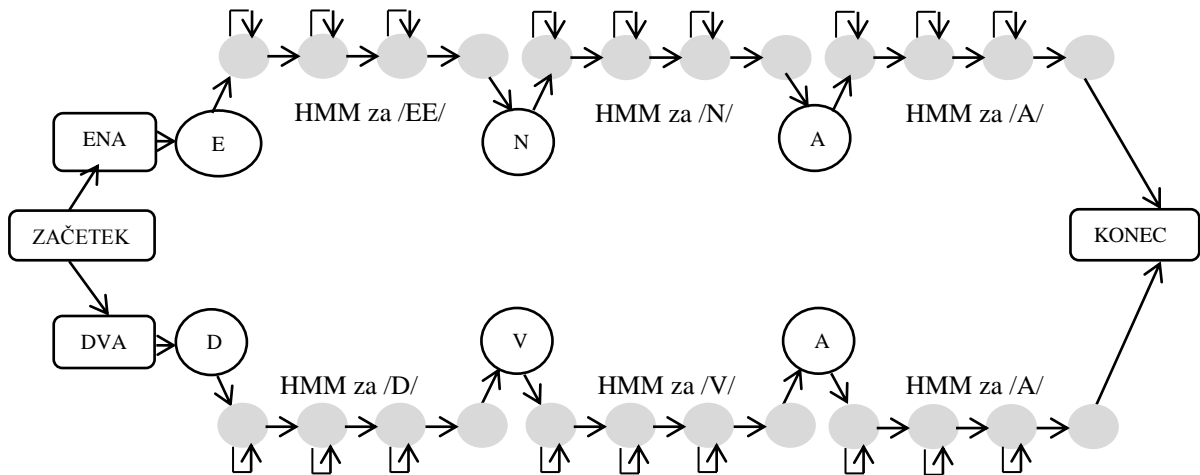 HMM za /EE/
HMM za /N/
HMM za /A/
ENA
E
N
A
ZAČETEK
KONEC
DVA
D
V
A
HMM za /D/
HMM za /V/
HMM za /A/